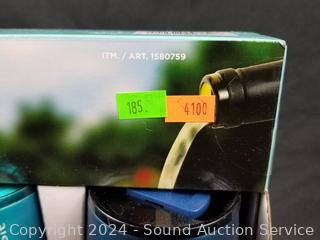 ITM. / ART. 1580759
185.
4100
Copyright 2024 - Sound Auction Service